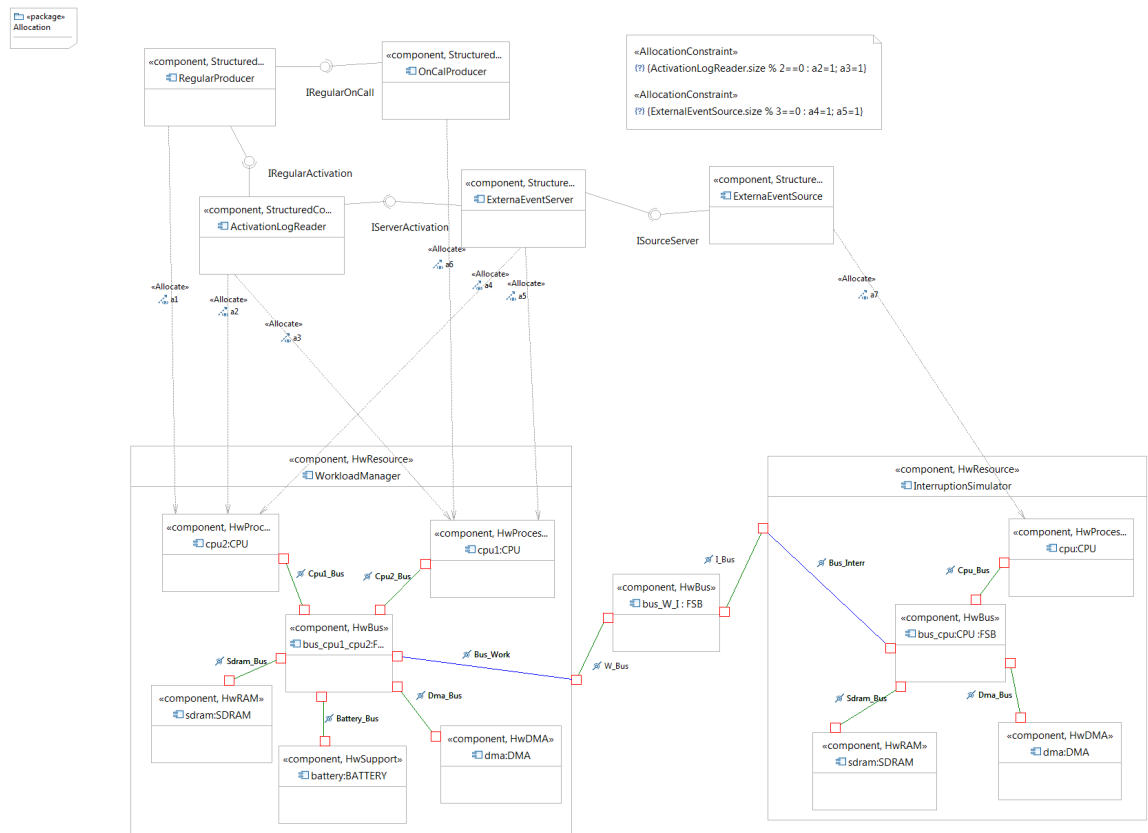 «package»
Allocation
«component, Structured...
RegularProducer
IRegularOnCall
«component, Structured...
OnCalProducer
«AllocationConstraint»
{?} {ActivationLogReader.size % 2==0 : a2=1; a3=1}
«AllocationConstraint»
{?} {ExternalEventSource.size % 3==0 : a4=1; a5=1}
IRegularActivation
«component, StructuredCo...
ActivationLogReader
IServerActivation
«component, Structure...
ExternaEventServer
ISourceServer
«component, Structure...
ExternaEventSource
«Allocate»
a1
«Allocate»
a2
«Allocate»
a3
«Allocate»
a6
«Allocate»
a4
«Allocate»
a5
«Allocate»
a7
«component, HwResource»
WorkloadManager
«component, HwProc...
cpu2:CPU
«component, HwProces...
cpu1:CPU
Cpu1_Bus
Cpu2_Bus
«component, HwBus»
bus_cpu1_cpu2:F...
Sdram_Bus
Bus_Work
Dma_Bus
Battery_Bus
«component, HwRAM»
sdram:SDRAM
«component, HwSupport»
battery:BATTERY
«component, HwDMA»
dma:DMA
W_Bus
«component, HwBus»
bus_W_I : FSB
I_Bus
«component, HwResource»
InterruptionSimulator
Bus_Interr
«component, HwProces...
cpu:CPU
Cpu_Bus
«component, HwBus»
bus_cpu:CPU :FSB
Sdram_Bus
Dma_Bus
«component, HwRAM»
sdram:SDRAM
«component, HwDMA»
dma:DMA